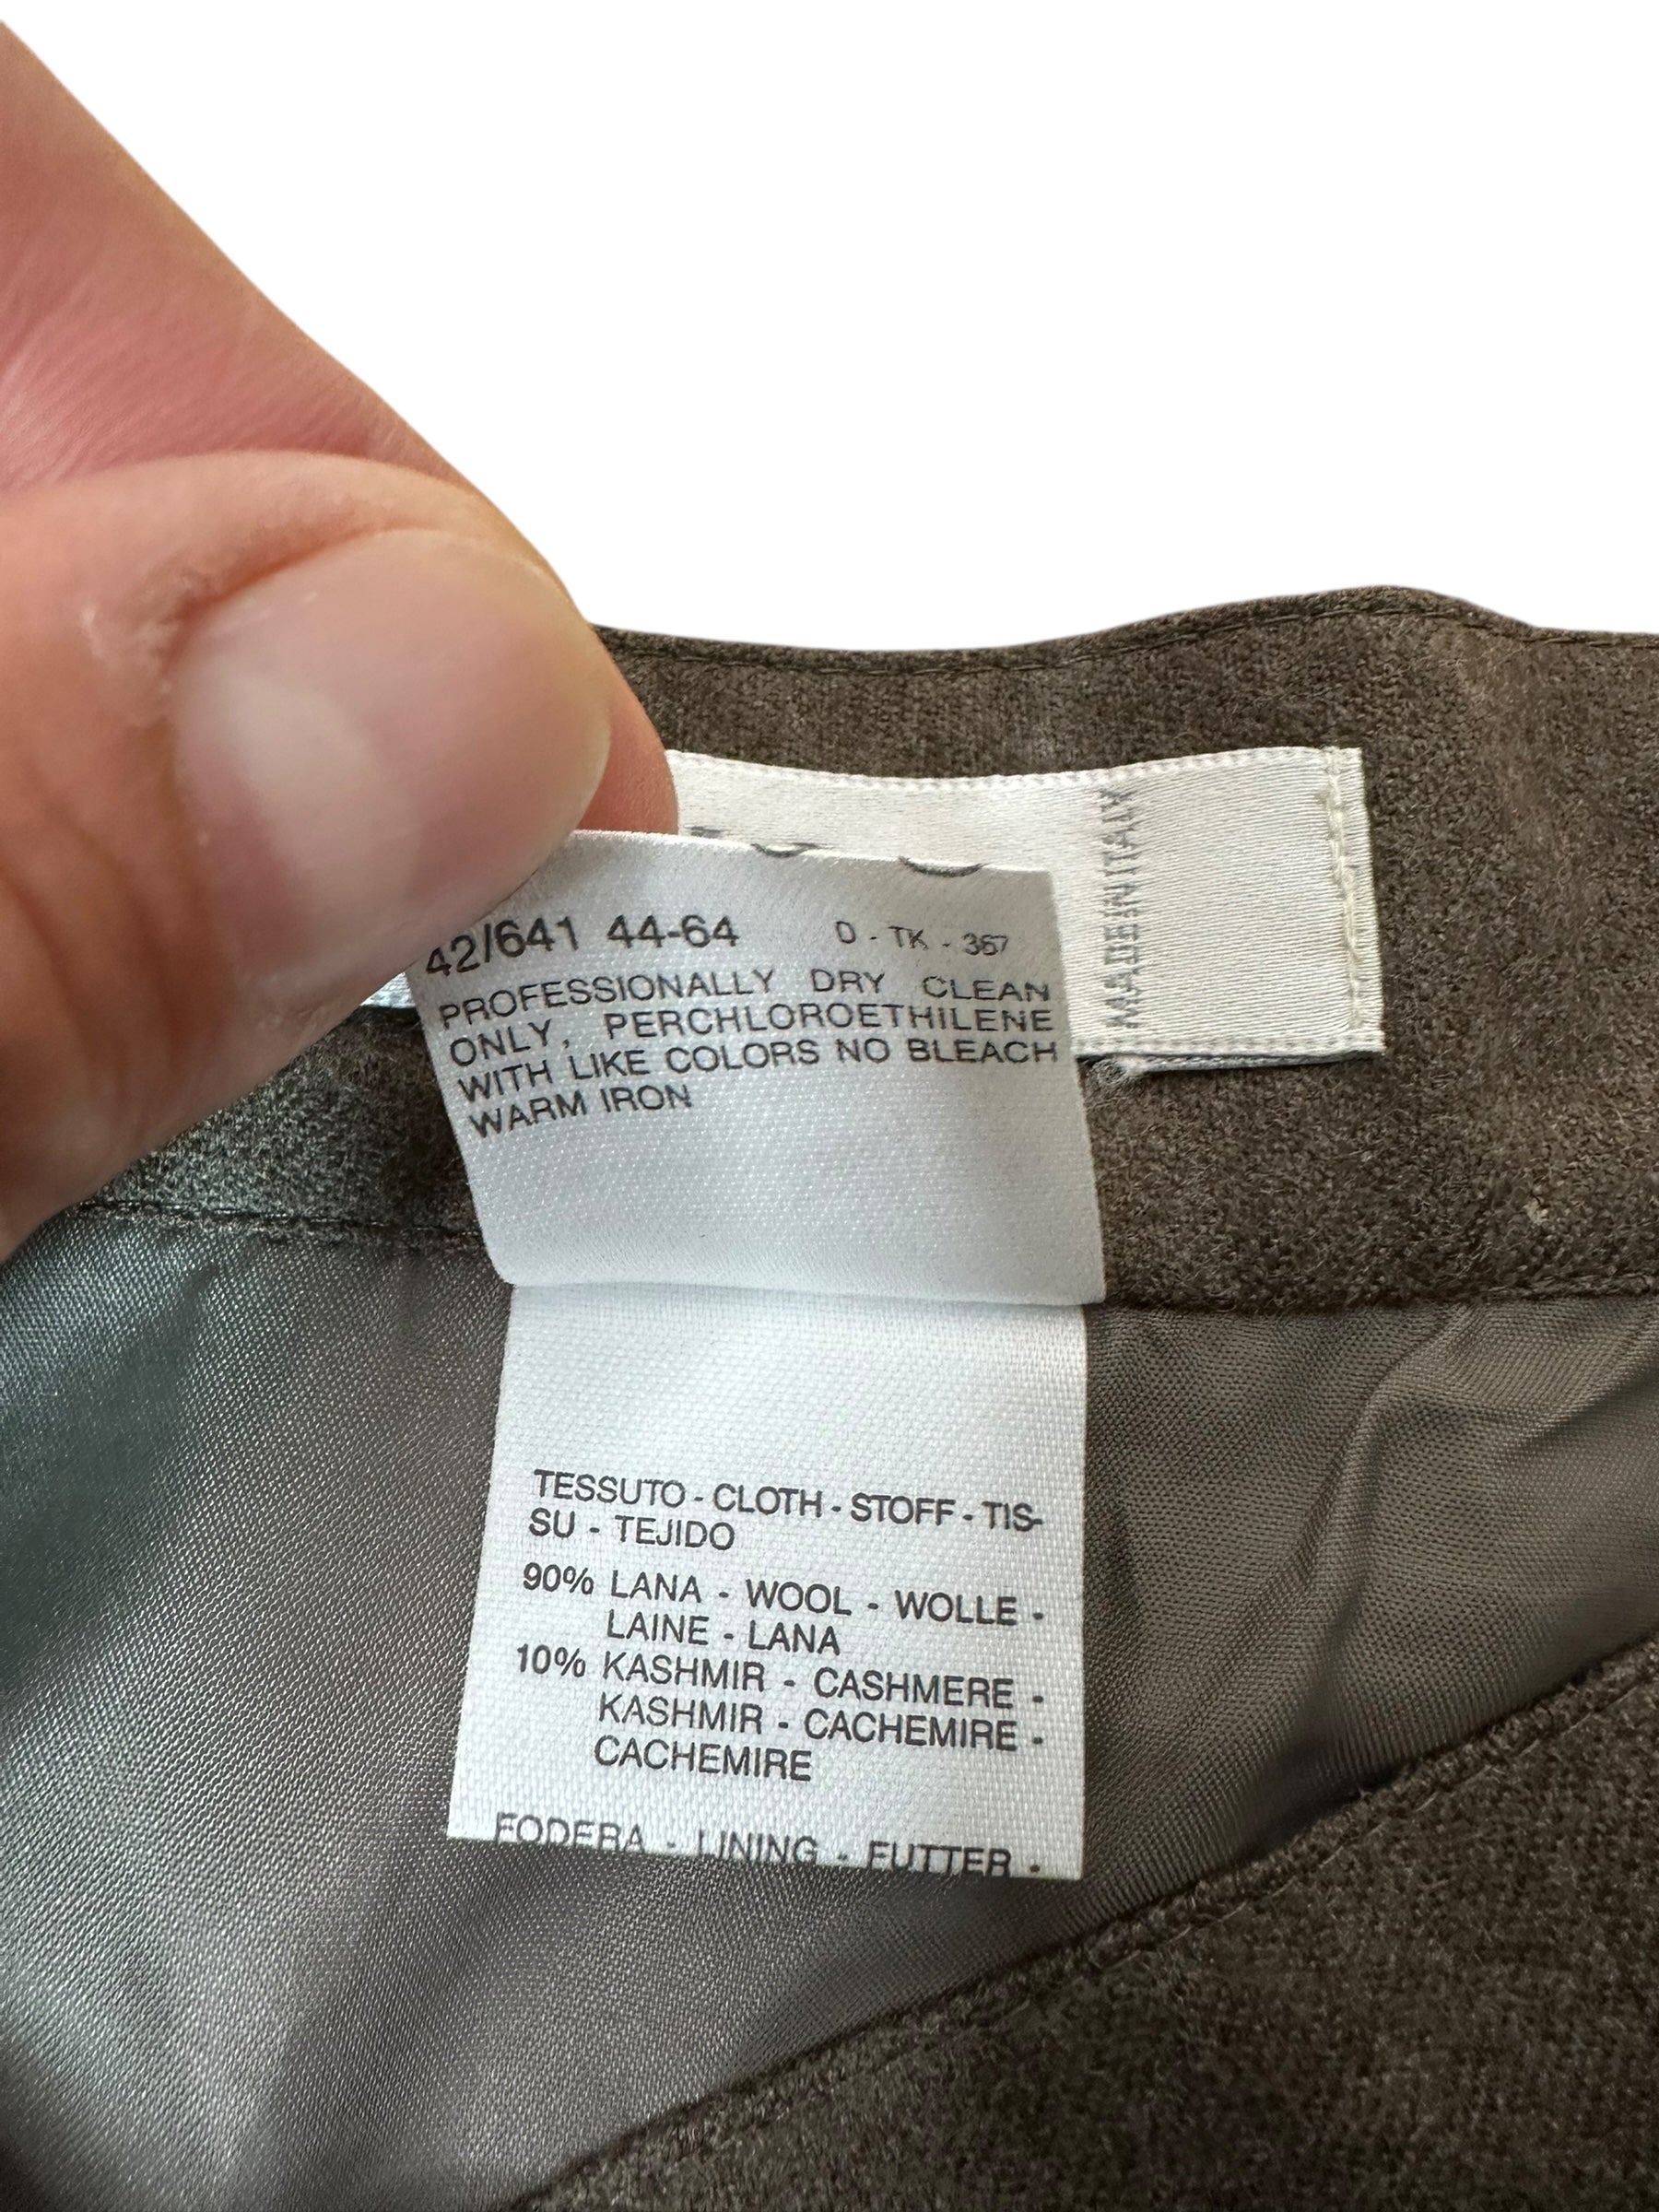 MADE IN ITALY
42/641 44-64 D - TK - 367
PROFESSIONALLY DRY CLEAN
ONLY, PERCHLOROETHILENE
WITH LIKE COLORS NO BLEACH
WARM IRON
TESSUTO - CLOTH - STOFF - TIS-
SU - TEJIDO
90% LANA - WOOL - WOLLE -
LAINE - LANA
10% KASHMIR - CASHMERE -
KASHMIR - CACHEMIRE -
CACHEMIRE
FODERA - LINING - FUTTER -